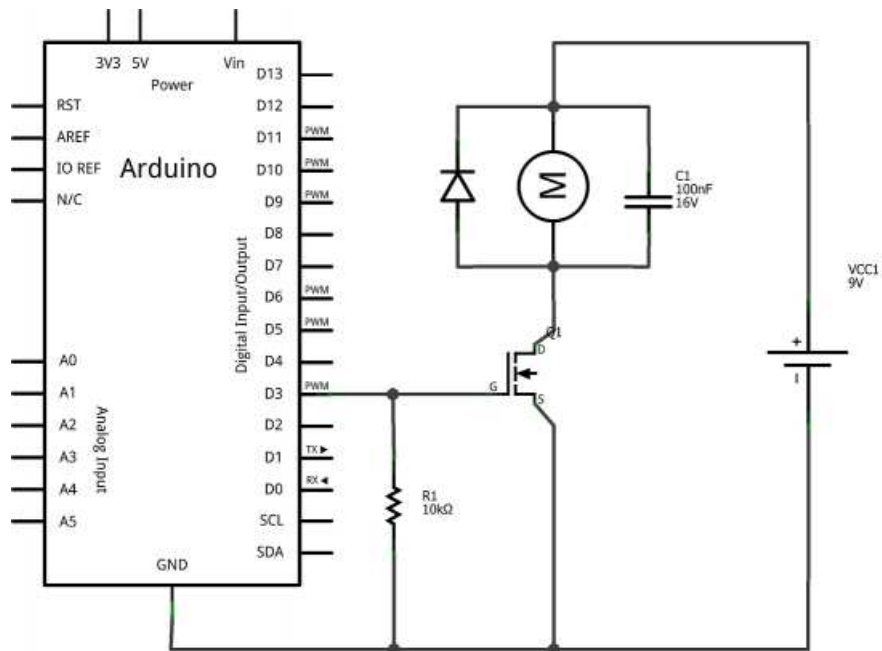 3V3 5V Vin
Power
RST
AREF
IO REF
N/C
Arduino
A0
A1
A2
A3
A4
A5
Analog Input
Digital Input/Output
D13
D12
D11 PWM
D10 PWM
D9 PWM
D8
D7
D6 PWM
D5 PWM
D4
D3 PWM
D2
D1 TX ▶
D0 RX ◀
SCL
SDA
GND
M
C1
100nF
16V
Q1
D
G
S
R1
10kΩ
VCC1
9V
+